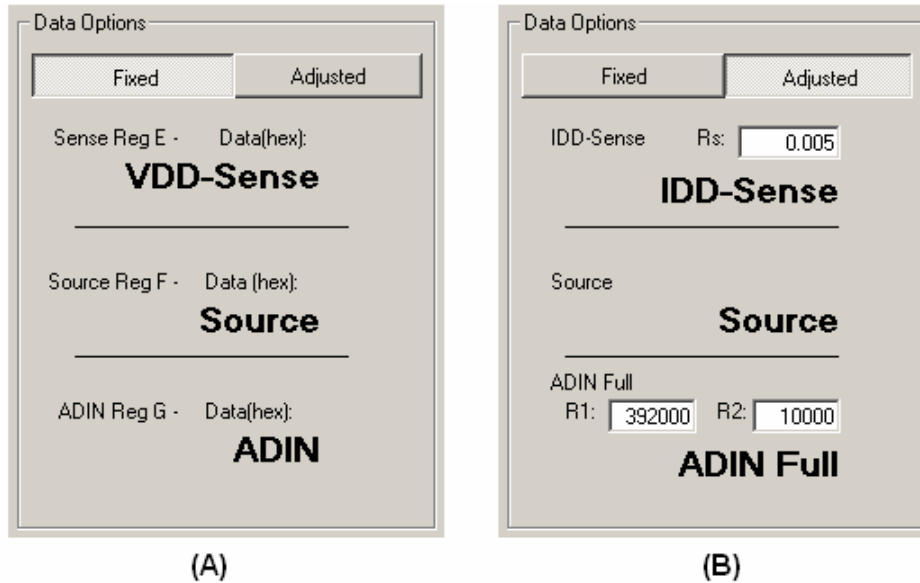 Data Options
Fixed Adjusted
Sense Reg E - Data(hex):
VDD-Sense
Source Reg F - Data (hex):
Source
ADIN Reg G - Data(hex):
ADIN
(A)
Data Options
Fixed Adjusted
IDD-Sense Rs: 0.005
IDD-Sense
Source
Source
ADIN Full
R1: 392000 R2: 10000
ADIN Full
(B)